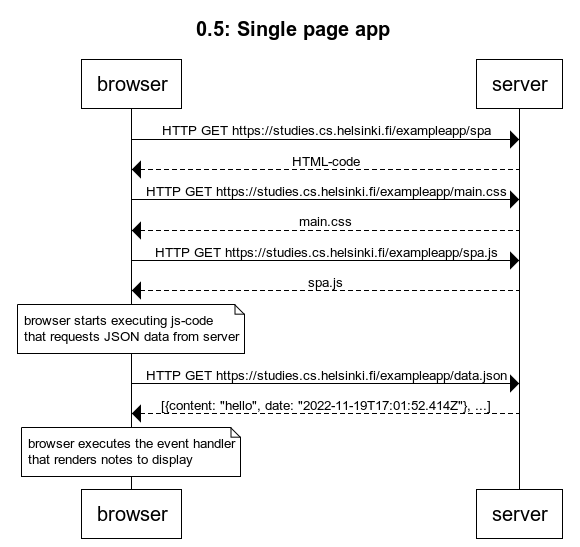 0.5: Single page app
browser
server
HTTP GET https://studies.cs.helsinki.fi/exampleapp/spa
HTML-code
HTTP GET https://studies.cs.helsinki.fi/exampleapp/main.css
main.css
HTTP GET https://studies.cs.helsinki.fi/exampleapp/spa.js
spa.js
browser starts executing js-code
that requests JSON data from server
HTTP GET https://studies.cs.helsinki.fi/exampleapp/data.json
[{content: "hello", date: "2022-11-19T17:01:52.414Z"}, ...]
browser executes the event handler
that renders notes to display
browser
server